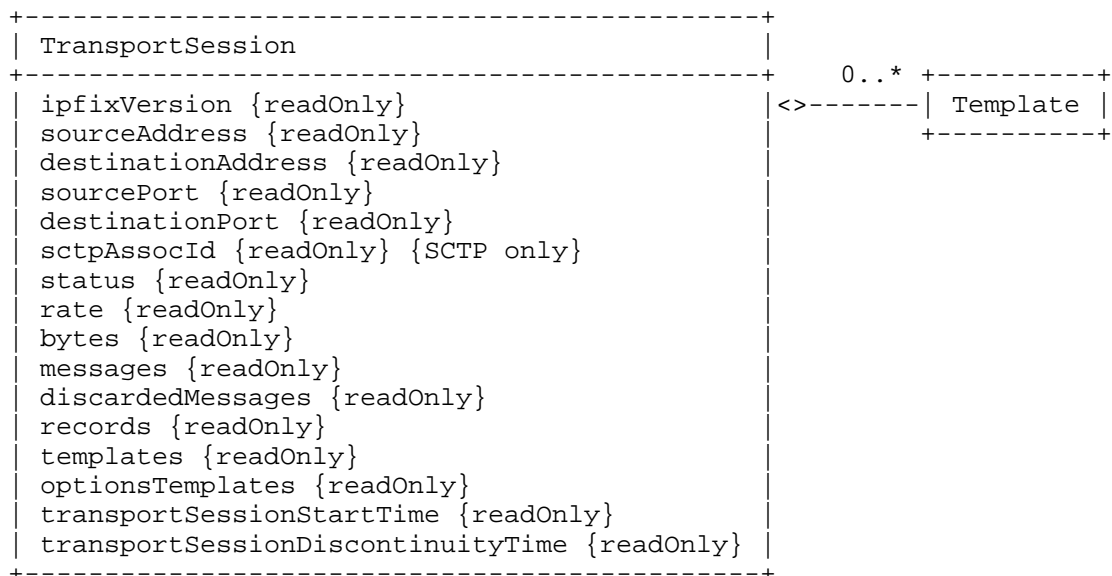 TransportSession
0..*
ipfixVersion {readOnly} <>-------| Template |
sourceAddress {readOnly}
destinationAddress {readOnly}
sourcePort {readOnly}
destinationPort {readOnly}
sctpAssocId {readOnly} {SCTP only}
status {readOnly}
rate {readOnly}
bytes {readOnly}
messages {readOnly}
discardedMessages {readOnly}
records {readOnly}
templates {readOnly}
optionsTemplates {readOnly}
transportSessionStartTime {readOnly}
transportSessionDiscontinuityTime {readOnly}